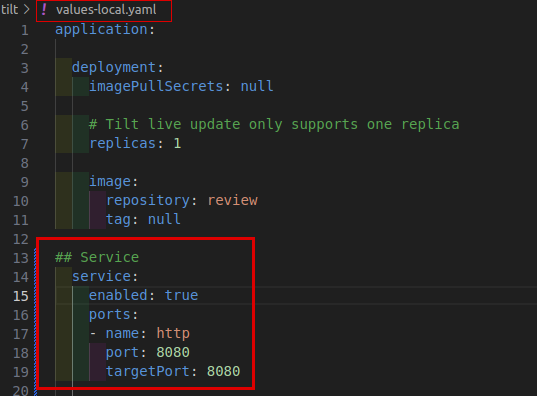 tilt > ! values-local.yaml
1 application:
2
3 deployment:
4 imagePullSecrets: null
5
6 # Tilt live update only supports one replica
7 replicas: 1
8
9 image:
10 repository: review
11 tag: null
12
13 ## Service
14 service:
15 enabled: true
16 ports:
17 - name: http
18 port: 8080
19 targetPort: 8080
20